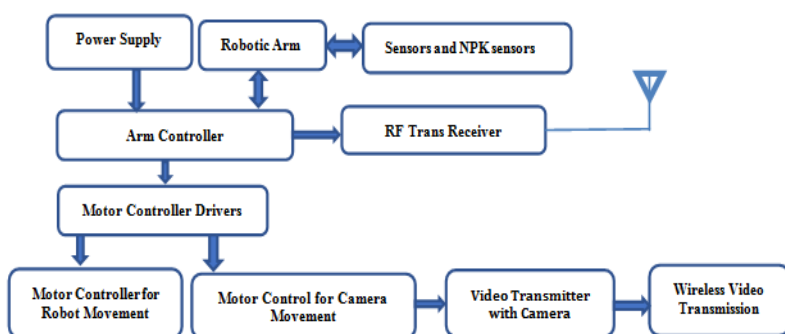 Power Supply
Robotic Arm
Sensors and NPK sensors
Arm Controller
RF Trans Receiver
Motor Controller Drivers
Motor Controller for
Robot Movement
Motor Control for Camera
Movement
Video Transmitter
with Camera
Wireless Video
Transmission